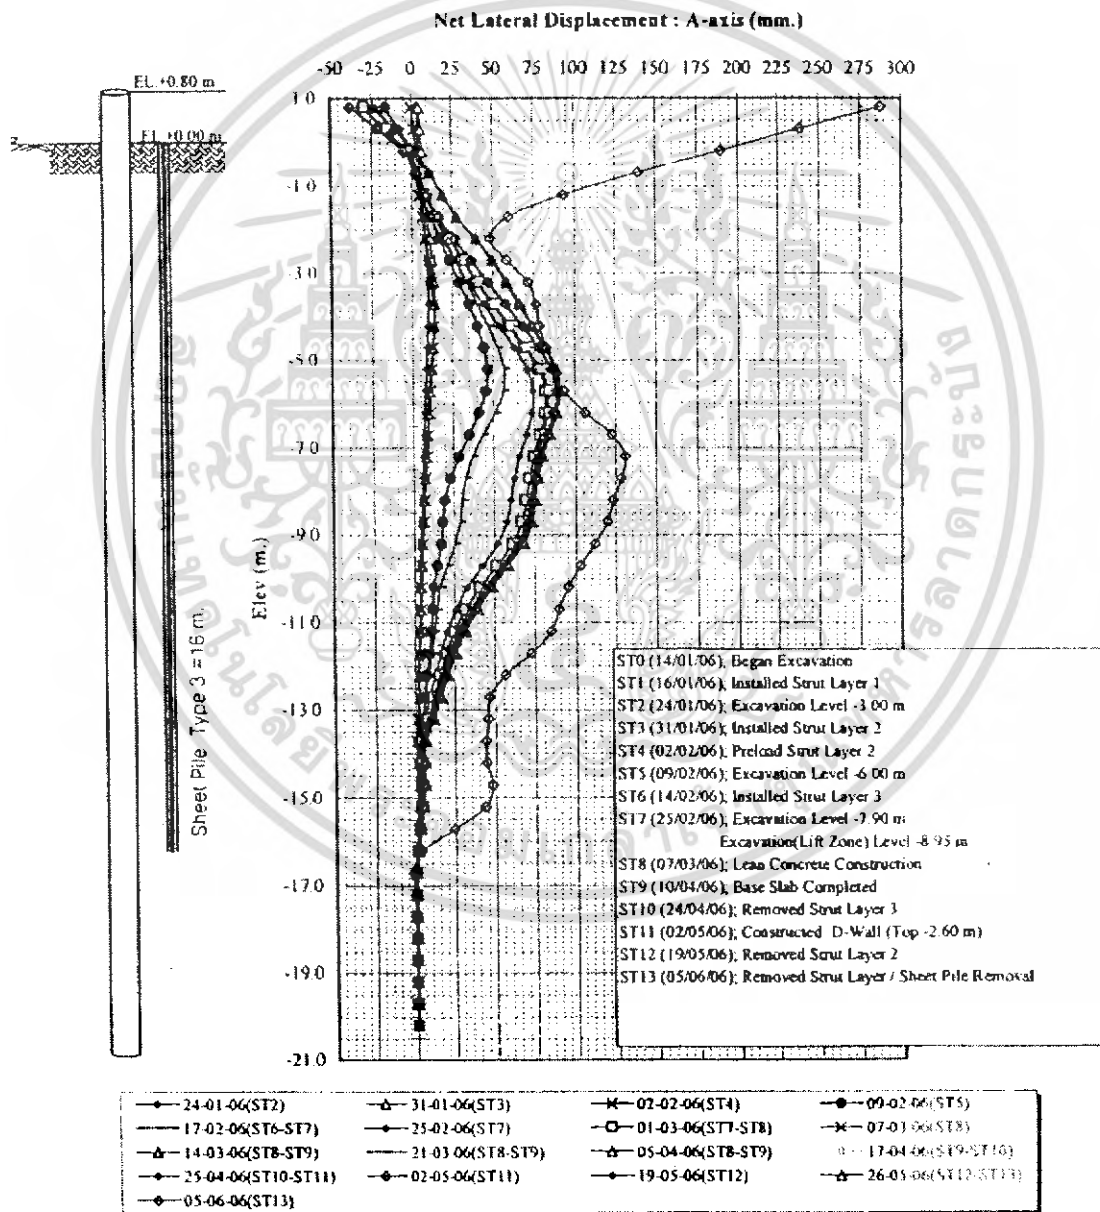 Net Lateral Displacement : A-axis (mm.)
-50 -25 0 25 50 75 100 125 150 175 200 225 250 275 300
EL.+0.80 m
EL.+0.00 m
1.0
-1.0
-3.0
-5.0
-7.0
-9.0
-11.0
-13.0
-15.0
-17.0
-19.0
-21.0
Elev (m.)
Sheet Pile Type 3 =16 m.
ST0 (14/01/06); Began Excavation
ST1 (16/01/06); Installed Strut Layer 1
ST2 (24/01/06); Excavation Level -3.00 m
ST3 (31/01/06); Installed Strut Layer 2
ST4 (02/02/06); Preload Strut Layer 2
ST5 (09/02/06); Excavation Level -6.00 m
ST6 (14/02/06); Installed Strut Layer 3
ST7 (25/02/06); Excavation Level -7.90 m
Excavation(Lift Zone) Level -8.95 m
ST8 (07/03/06); Lean Concrete Construction
ST9 (10/04/06); Base Slab Completed
ST10 (24/04/06); Removed Strut Layer 3
ST11 (02/05/06); Constructed D-Wall (Top -2.60 m)
ST12 (19/05/06); Removed Strut Layer 2
ST13 (05/06/06); Removed Strut Layer / Sheet Pile Removal
24-01-06(ST2) 31-01-06(ST3) 02-02-06(ST4) 09-02-06(ST5)
17-02-06(ST6-ST7) 25-02-06(ST7) 01-03-06(ST7-ST8) 07-03-06(ST8)
14-03-06(ST8-ST9) 21-03-06(ST8-ST9) 05-04-06(ST8-ST9) 17-04-06(ST9-ST10)
25-04-06(ST10-ST11) 02-05-06(ST11) 19-05-06(ST12) 26-05-06(ST12-ST13)
05-06-06(ST13)